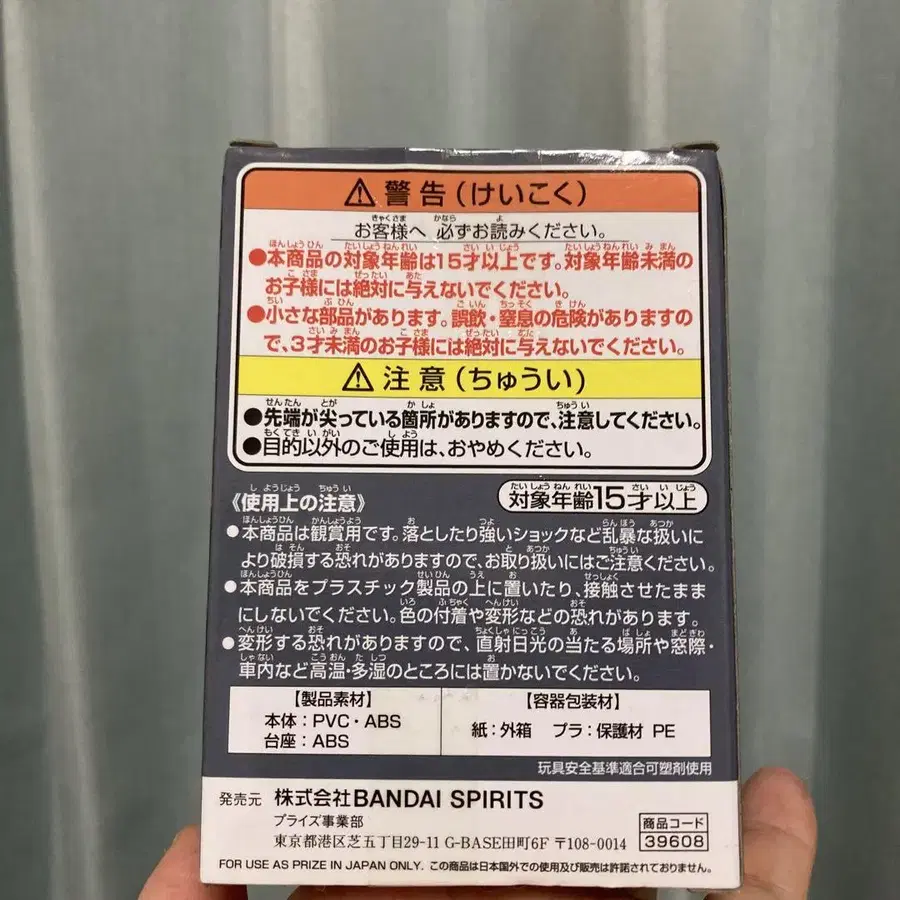 ⚠ 警告(けいこく)
お客様へ 必ずお読みください。
●本商品の対象年齢は15才以上です。対象年齢未満の
お子様には絶対に与えないでください。
●小さな部品があります。誤飲・窒息の危険がありますの
で、3才未満のお子様には絶対に与えないでください。
⚠ 注意(ちゅうい)
●先端が尖っている箇所がありますので、注意してください。
●目的以外のご使用は、おやめください。
《使用上の注意》
対象年齢15才以上
●本商品は観賞用です。落としたり強いショックなど乱暴な扱いに
より破損する恐れがありますので、お取り扱いにはご注意ください。
●本商品をプラスチック製品の上に置いたり、接触させたまま
にしないでください。色の付着や変形などの恐れがあります。
●変形する恐れがありますので、直射日光の当たる場所や窓際・
車内など高温・多湿のところには置かないでください。
【製品素材】
本体:PVC・ABS
台座:ABS
【容器包装材】
紙:外箱 プラ:保護材 PE
玩具安全基準適合可塑剤使用
発売元 株式会社BANDAI SPIRITS
プライズ事業部
東京都港区芝五丁目29-11 G-BASE田町6F 〒108-0014
商品コード
39608
FOR USE AS PRIZE IN JAPAN ONLY. この商品は日本国外での使用及び販売は許諾されておりません。